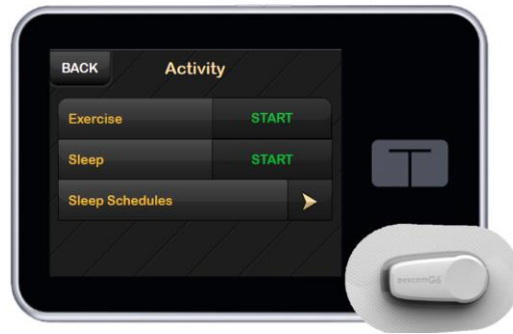 BACK
Activity
Exercise
START
Sleep
START
Sleep Schedules
dexcomG6